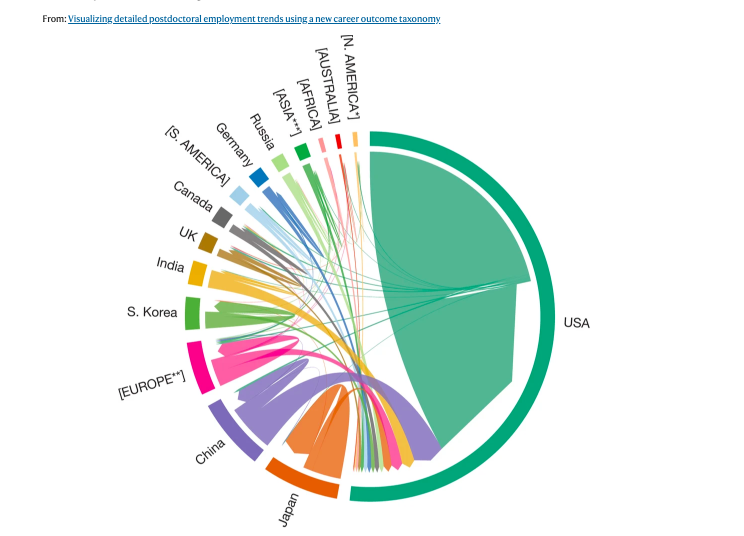 From: Visualizing detailed postdoctoral employment trends using a new career outcome taxonomy
[N. AMERICA*]
[AUSTRALIA]
[AFRICA]
[ASIA***]
Russia
Germany
[S. AMERICA]
Canada
UK
India
S. Korea
USA
[EUROPE**]
China
Japan